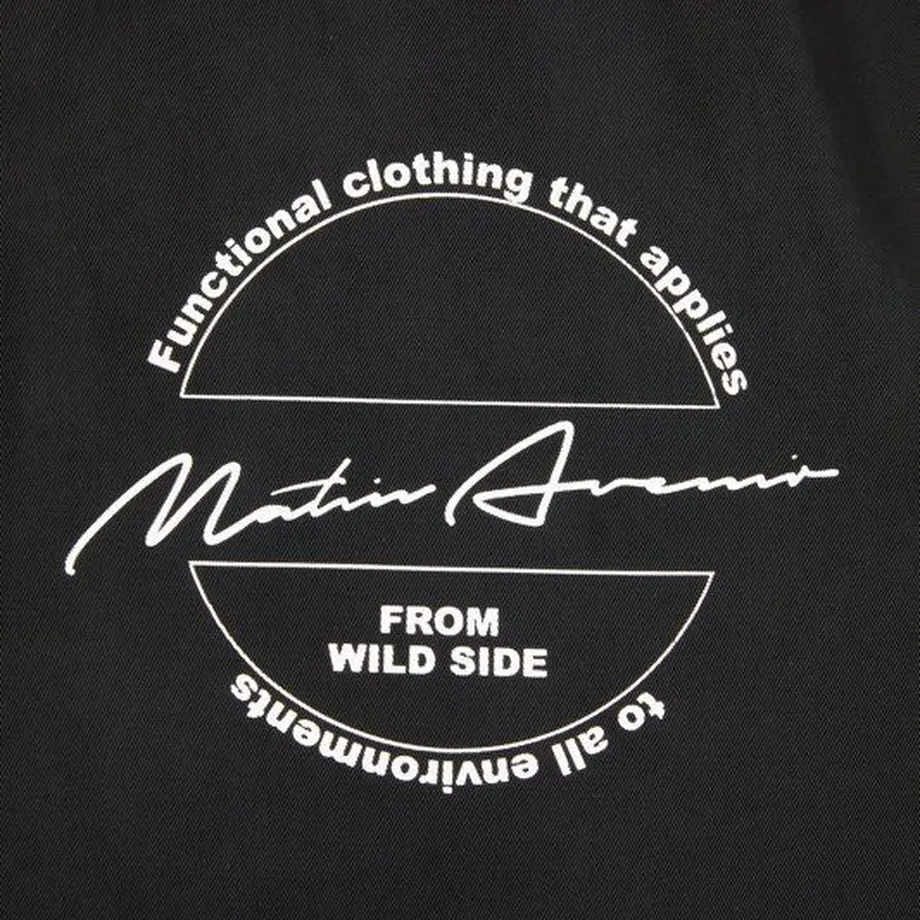 Functional clothing that applies
Matin Avenir
FROM
WILD SIDE
to all environments